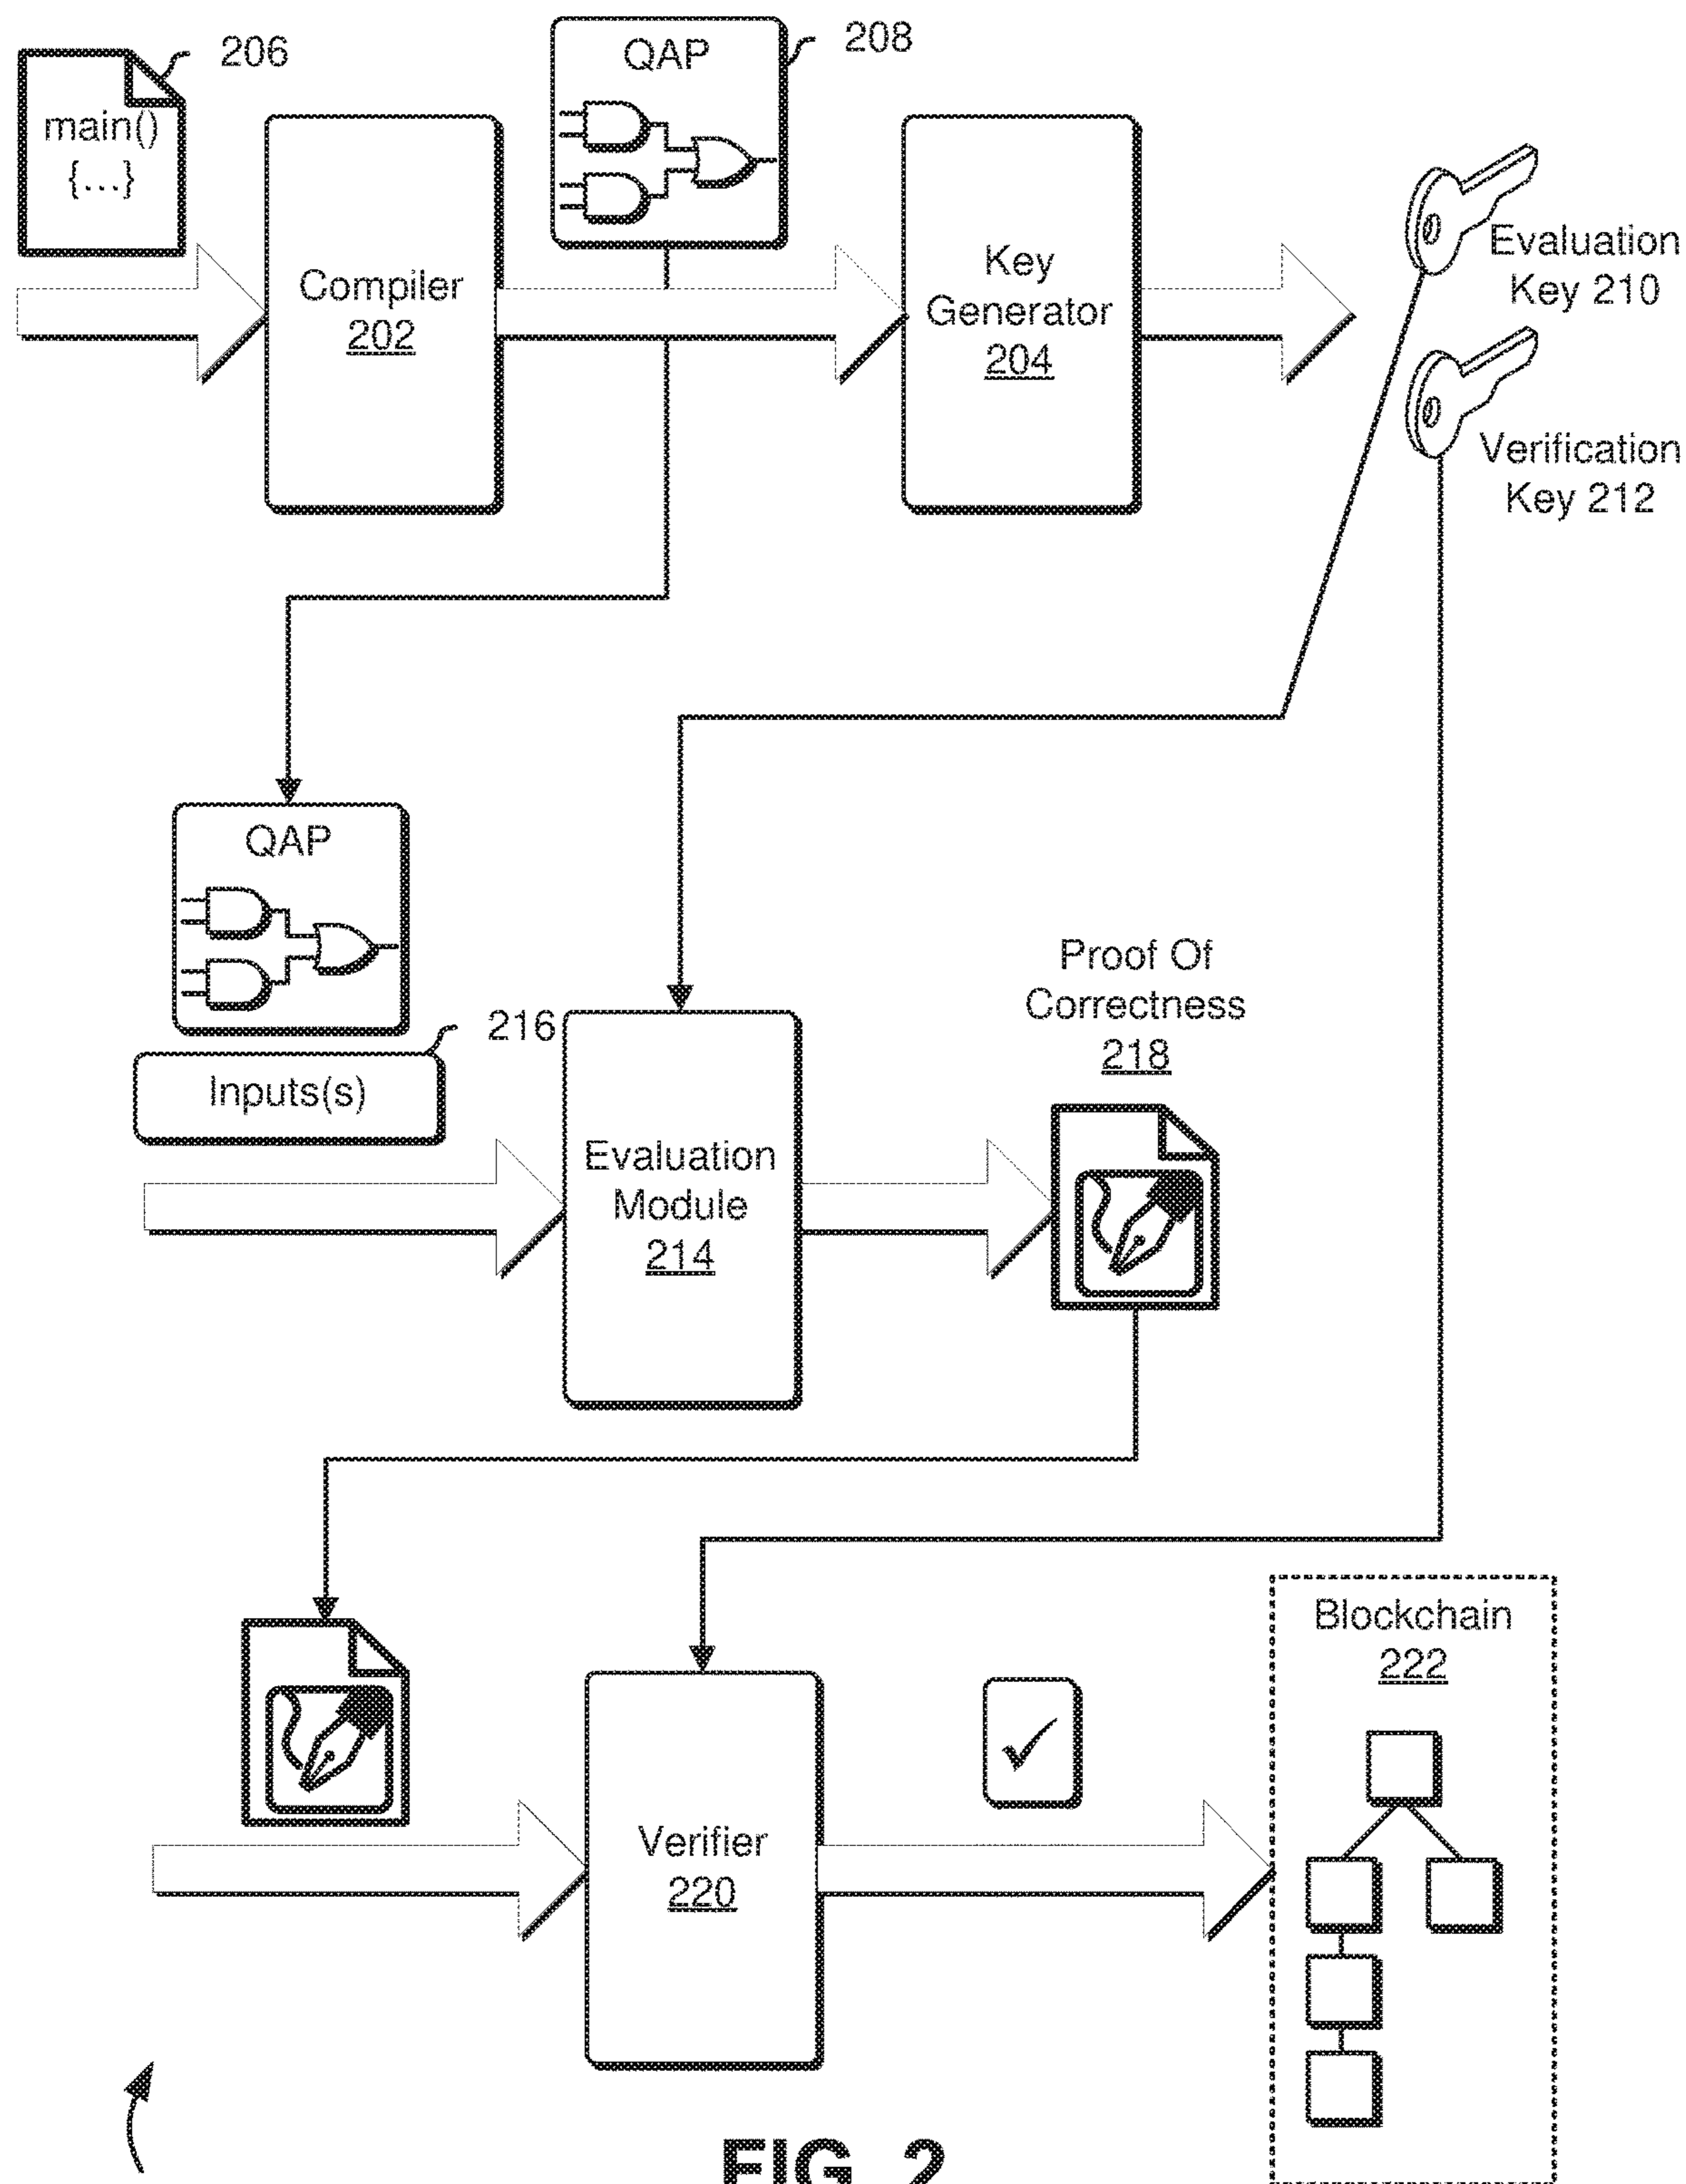 206
main()
{...}
QAP
208
Compiler
202
Key
Generator
204
Evaluation
Key 210
Verification
Key 212
QAP
216
Inputs(s)
Evaluation
Module
214
Proof Of
Correctness
218
Verifier
220
Blockchain
222
FIG. 2